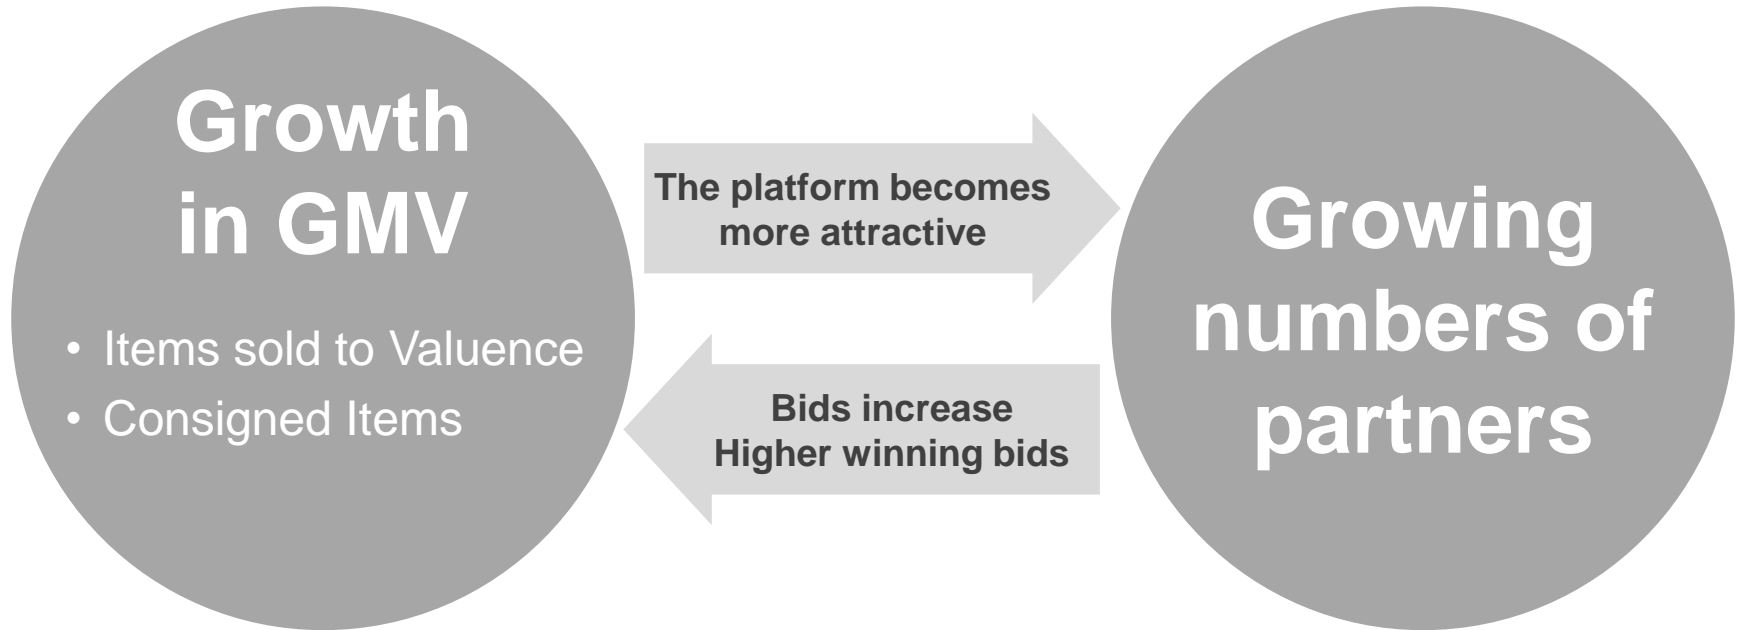 Growth
in GMV
• Items sold to Valuence
• Consigned Items
The platform becomes
more attractive
Bids increase
Higher winning bids
Growing
numbers of
partners